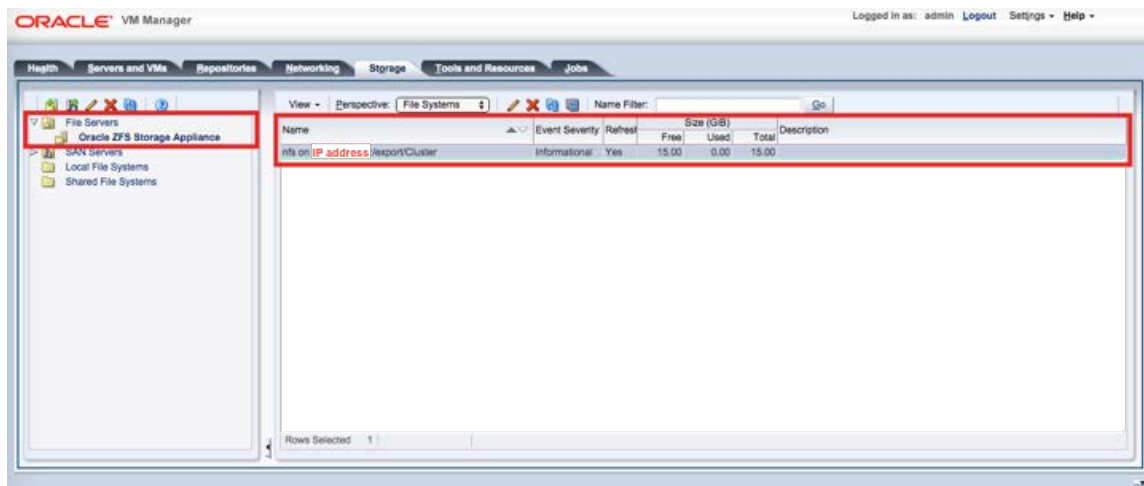 ORACLE VM Manager
Logged in as: admin Logout Settings Help
Health Servers and VMs Repositories Networking Storage Tools and Resources Jobs
View Perspective: File Systems Name Filter: Go
File Servers
Oracle ZFS Storage Appliance
SAN Servers
Local File Systems
Shared File Systems
Name Event Severity Refresh Size (GiB) Description
Free Used Total
nfs on IP address:/export/Cluster Informational Yes 15.00 0.00 15.00
Rows Selected 1